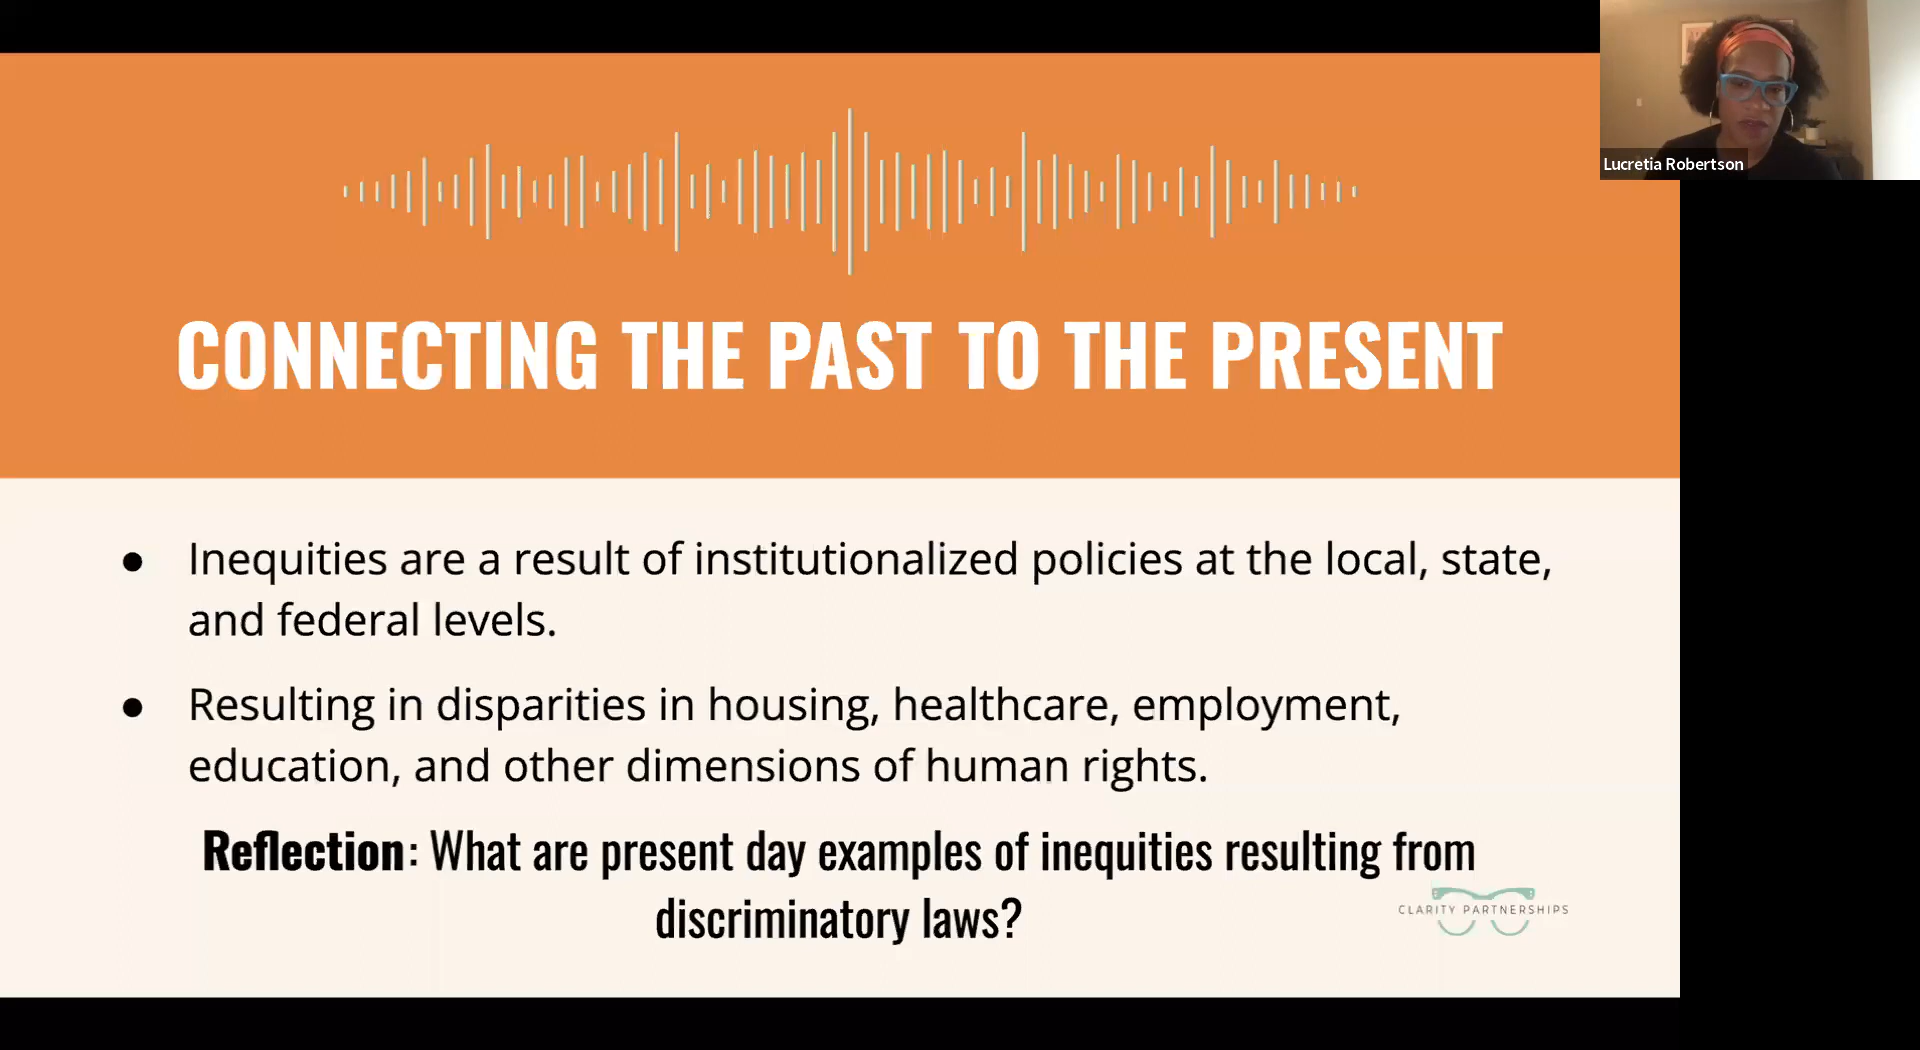 Lucretia Robertson
CONNECTING THE PAST TO THE PRESENT
● Inequities are a result of institutionalized policies at the local, state,
and federal levels.
● Resulting in disparities in housing, healthcare, employment,
education, and other dimensions of human rights.
Reflection: What are present day examples of inequities resulting from
discriminatory laws?
CLARITY PARTNERSHIPS